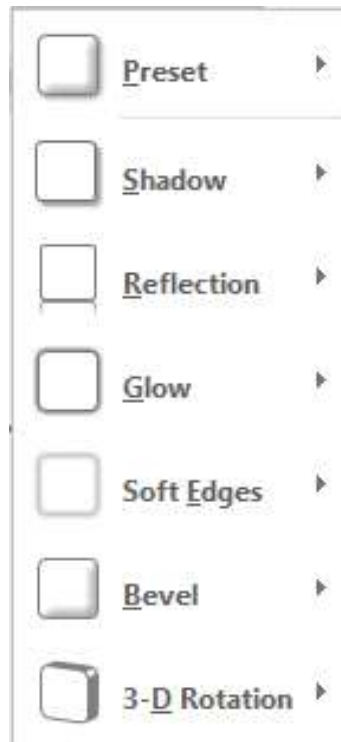 Preset
Shadow
Reflection
Glow
Soft Edges
Bevel
3-D Rotation